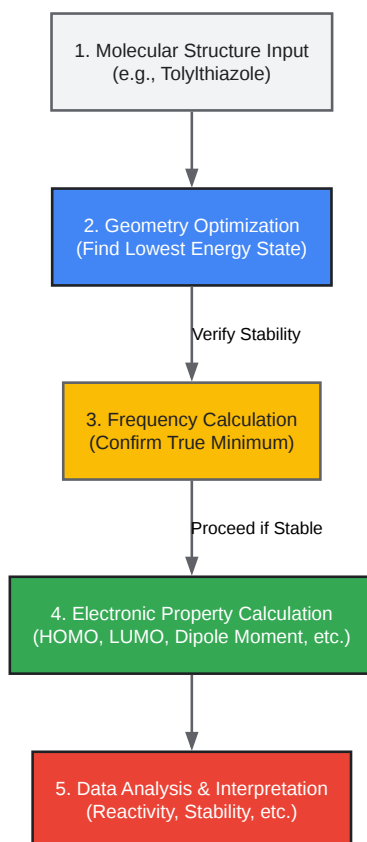 1. Molecular Structure Input
(e.g., Tolylthiazole)
2. Geometry Optimization
(Find Lowest Energy State)
Verify Stability
3. Frequency Calculation
(Confirm True Minimum)
Proceed if Stable
4. Electronic Property Calculation
(HOMO, LUMO, Dipole Moment, etc.)
5. Data Analysis & Interpretation
(Reactivity, Stability, etc.)